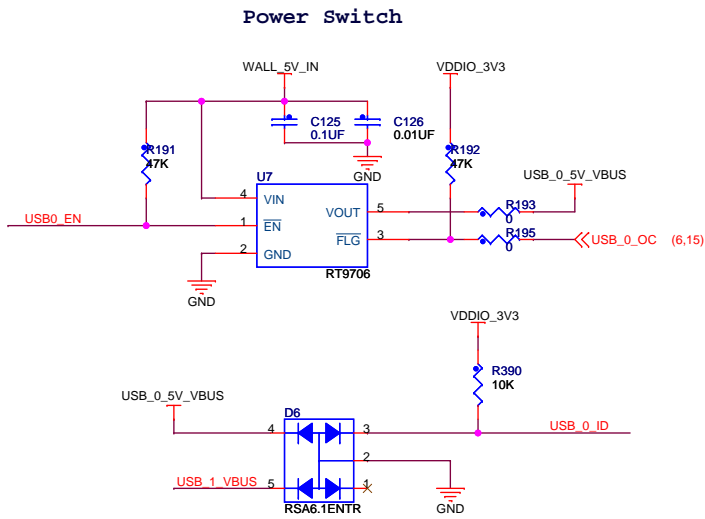 Power Switch
WALL_5V_IN
VDDIO_3V3
C125
0.1UF
C126
0.01UF
R191
47K
R192
47K
GND
U7
USB_0_5V_VBUS
4
VIN
VOUT
5
R193
0
USB0_EN
1
EN
FLG
3
R195
0
USB_0_OC
(6,15)
2
GND
RT9706
GND
VDDIO_3V3
R390
10K
USB_0_5V_VBUS
D6
4
3
USB_0_ID
2
USB_1_VBUS
5
1
RSA6.1ENTR
GND